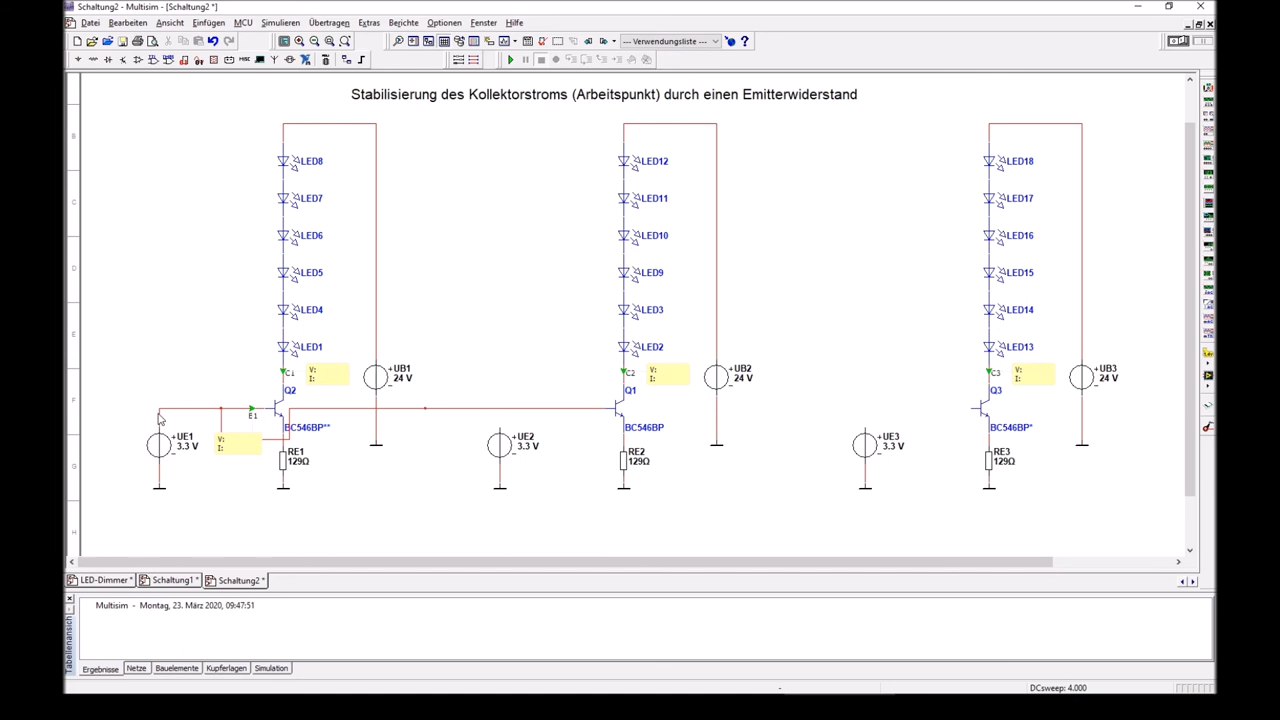 Schaltung2 - Multisim - [Schaltung2 *]
Datei Bearbeiten Ansicht Einfügen MCU Simulieren Übertragen Extras Berichte Optionen Fenster Hilfe
--- Verwendungsliste ---
Stabilisierung des Kollekorstroms (Arbeitspunkt) durch einen Emitterwiderstand
B
LED8 LED12 LED18
C
LED7 LED11 LED17
LED6 LED10 LED16
D
LED5 LED9 LED15
LED4 LED3 LED14
E
LED1 LED2 LED13
C1 V: I: UB1 24 V C2 V: I: UB2 24 V C3 V: I: UB3 24 V
Q2 Q1 Q3
F
E1
BC546BP** BC546BP BC546BP*
UE1 3.3 V V: I: UE2 3.3 V UE3 3.3 V
RE1 RE2 RE3
129Ω 129Ω 129Ω
G
H
LED-Dimmer * Schaltung1 * Schaltung2 *
Multisim - Montag, 23. März 2020, 09:47:51
Tabellenansich
Ergebnisse Netze Bauelemente Kupferlagen Simulation
- DCsweep: 4.000